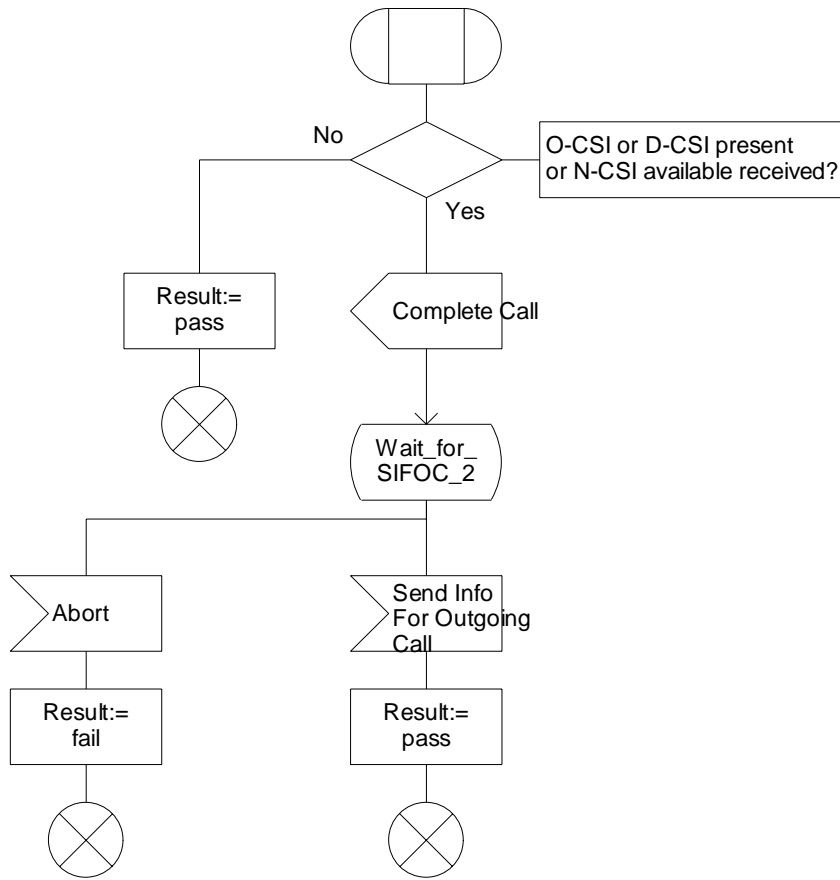 No
O-CSI or D-CSI present
or N-CSI available received?
Yes
Result:=
pass
Complete Call
Wait_for_
SIFOC_2
Abort
Send Info
For Outgoing
Call
Result:=
fail
Result:=
pass